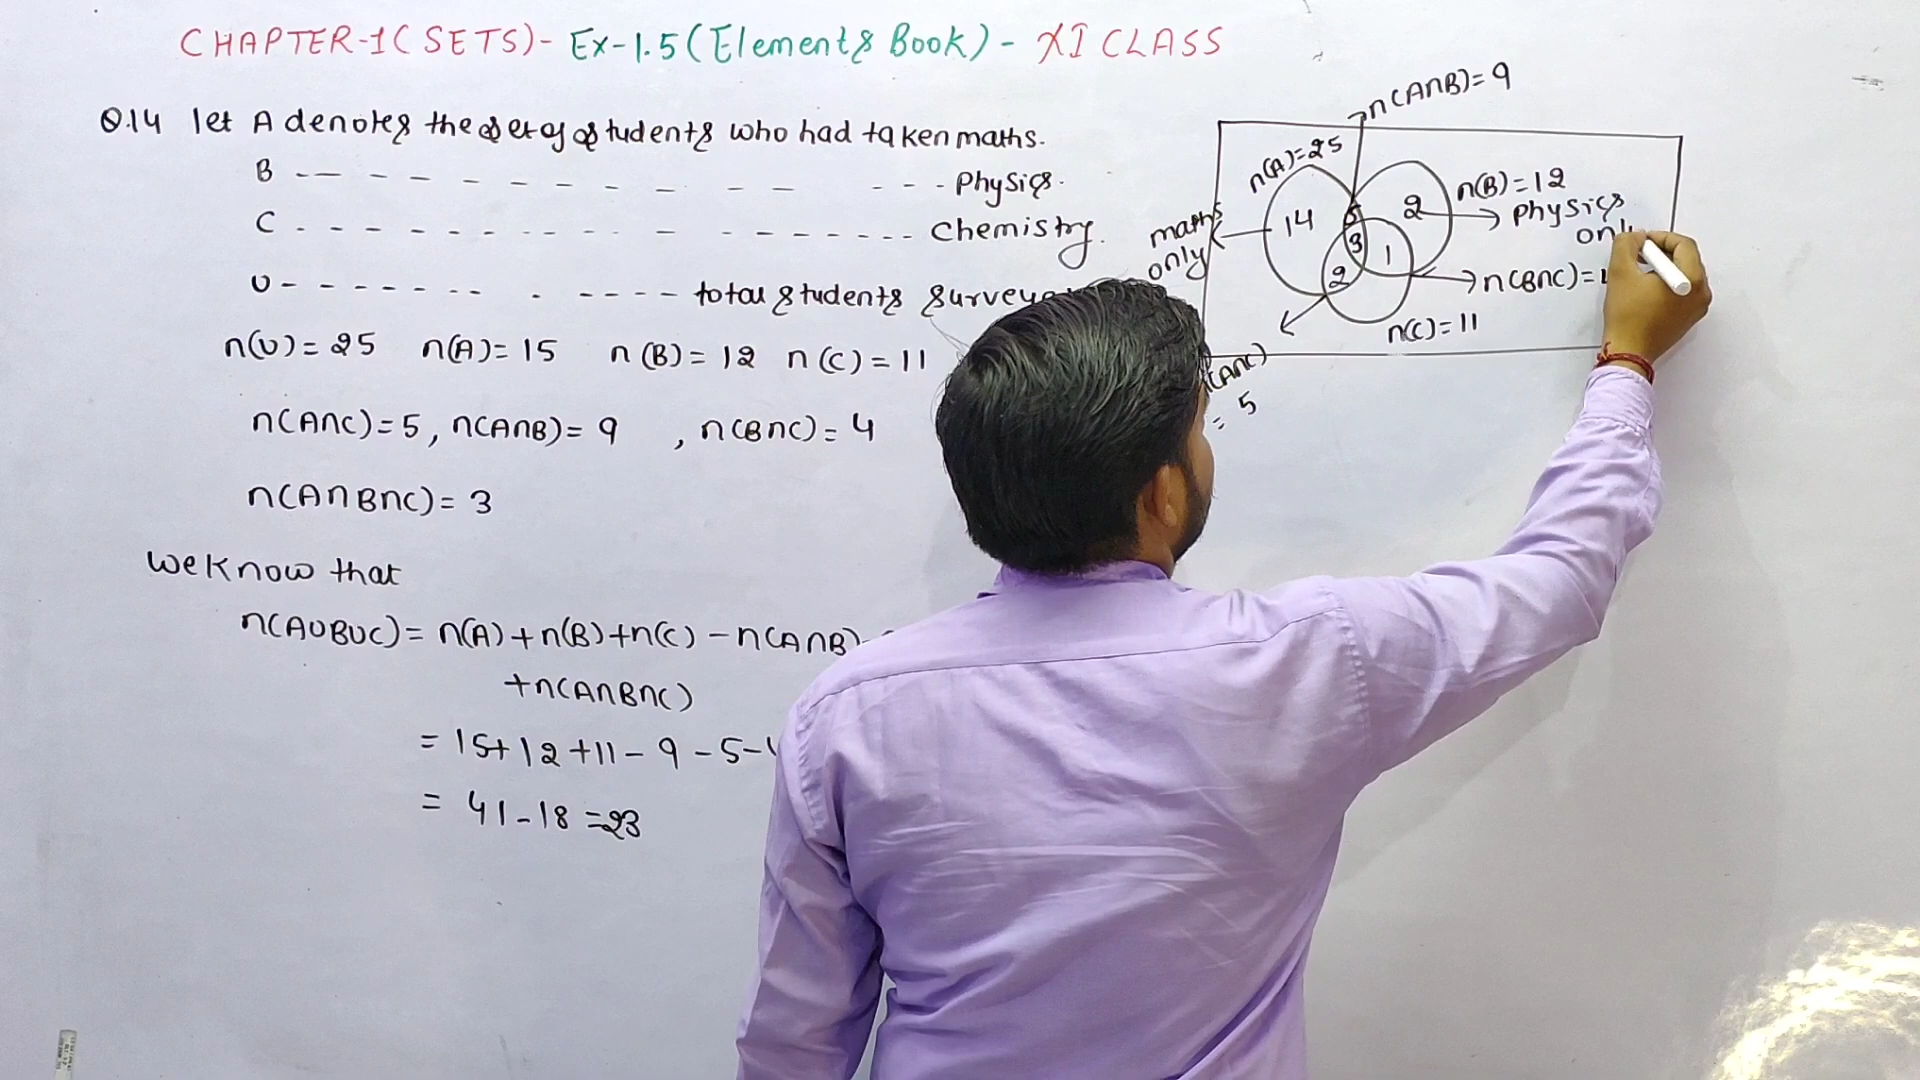 CHAPTER-1 (SETS) - Ex-1.5 (Elements Book) - XI CLASS
Q.14 let A denotes the set of students who had taken maths.
B - - - - - - - - - - - - - - - Physics.
C - - - - - - - - - - - - - - - Chemistry.
U - - - - - - - - - - - - total students
n(U) = 25 n(A) = 15 n(B) = 12 n(C) = 11
n(A∩C) = 5, n(A∩B) = 9 , n(B∩C) = 4
n(A∩B∩C) = 3
We know that
n(A∪B∪C) = n(A) + n(B) + n(C) - n(A∩B)
+ n(A∩B∩C)
= 15 + 12 + 11 - 9 - 5 -
= 41 - 18 = 23
n(A∩B) = 9
n(A) = 25
n(B) = 12
14 5 2
3 1
2
maths
only
Physics
n(B∩C) =
n(C) = 11
(A∩C)
= 5